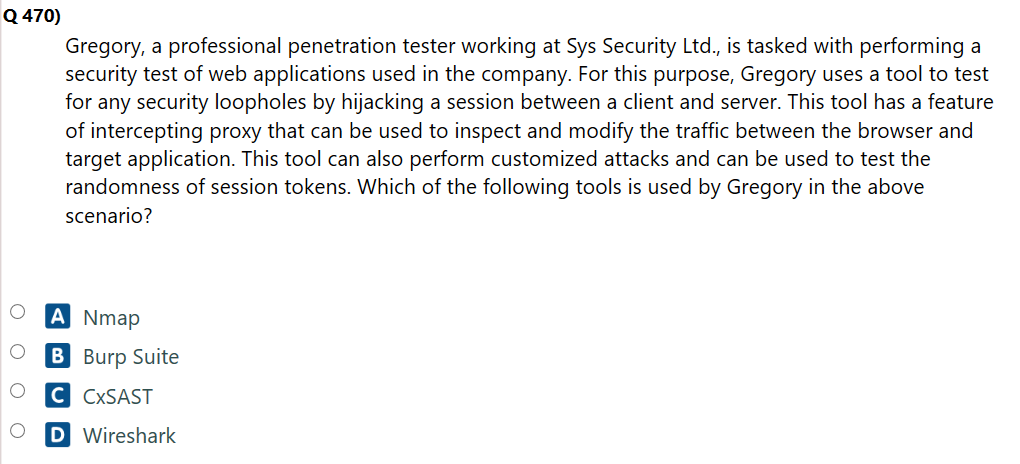 Q 470)
Gregory, a professional penetration tester working at Sys Security Ltd., is tasked with performing a
security test of web applications used in the company. For this purpose, Gregory uses a tool to test
for any security loopholes by hijacking a session between a client and server. This tool has a feature
of intercepting proxy that can be used to inspect and modify the traffic between the browser and
target application. This tool can also perform customized attacks and can be used to test the
randomness of session tokens. Which of the following tools is used by Gregory in the above
scenario?
A Nmap
B Burp Suite
C CxSAST
D Wireshark